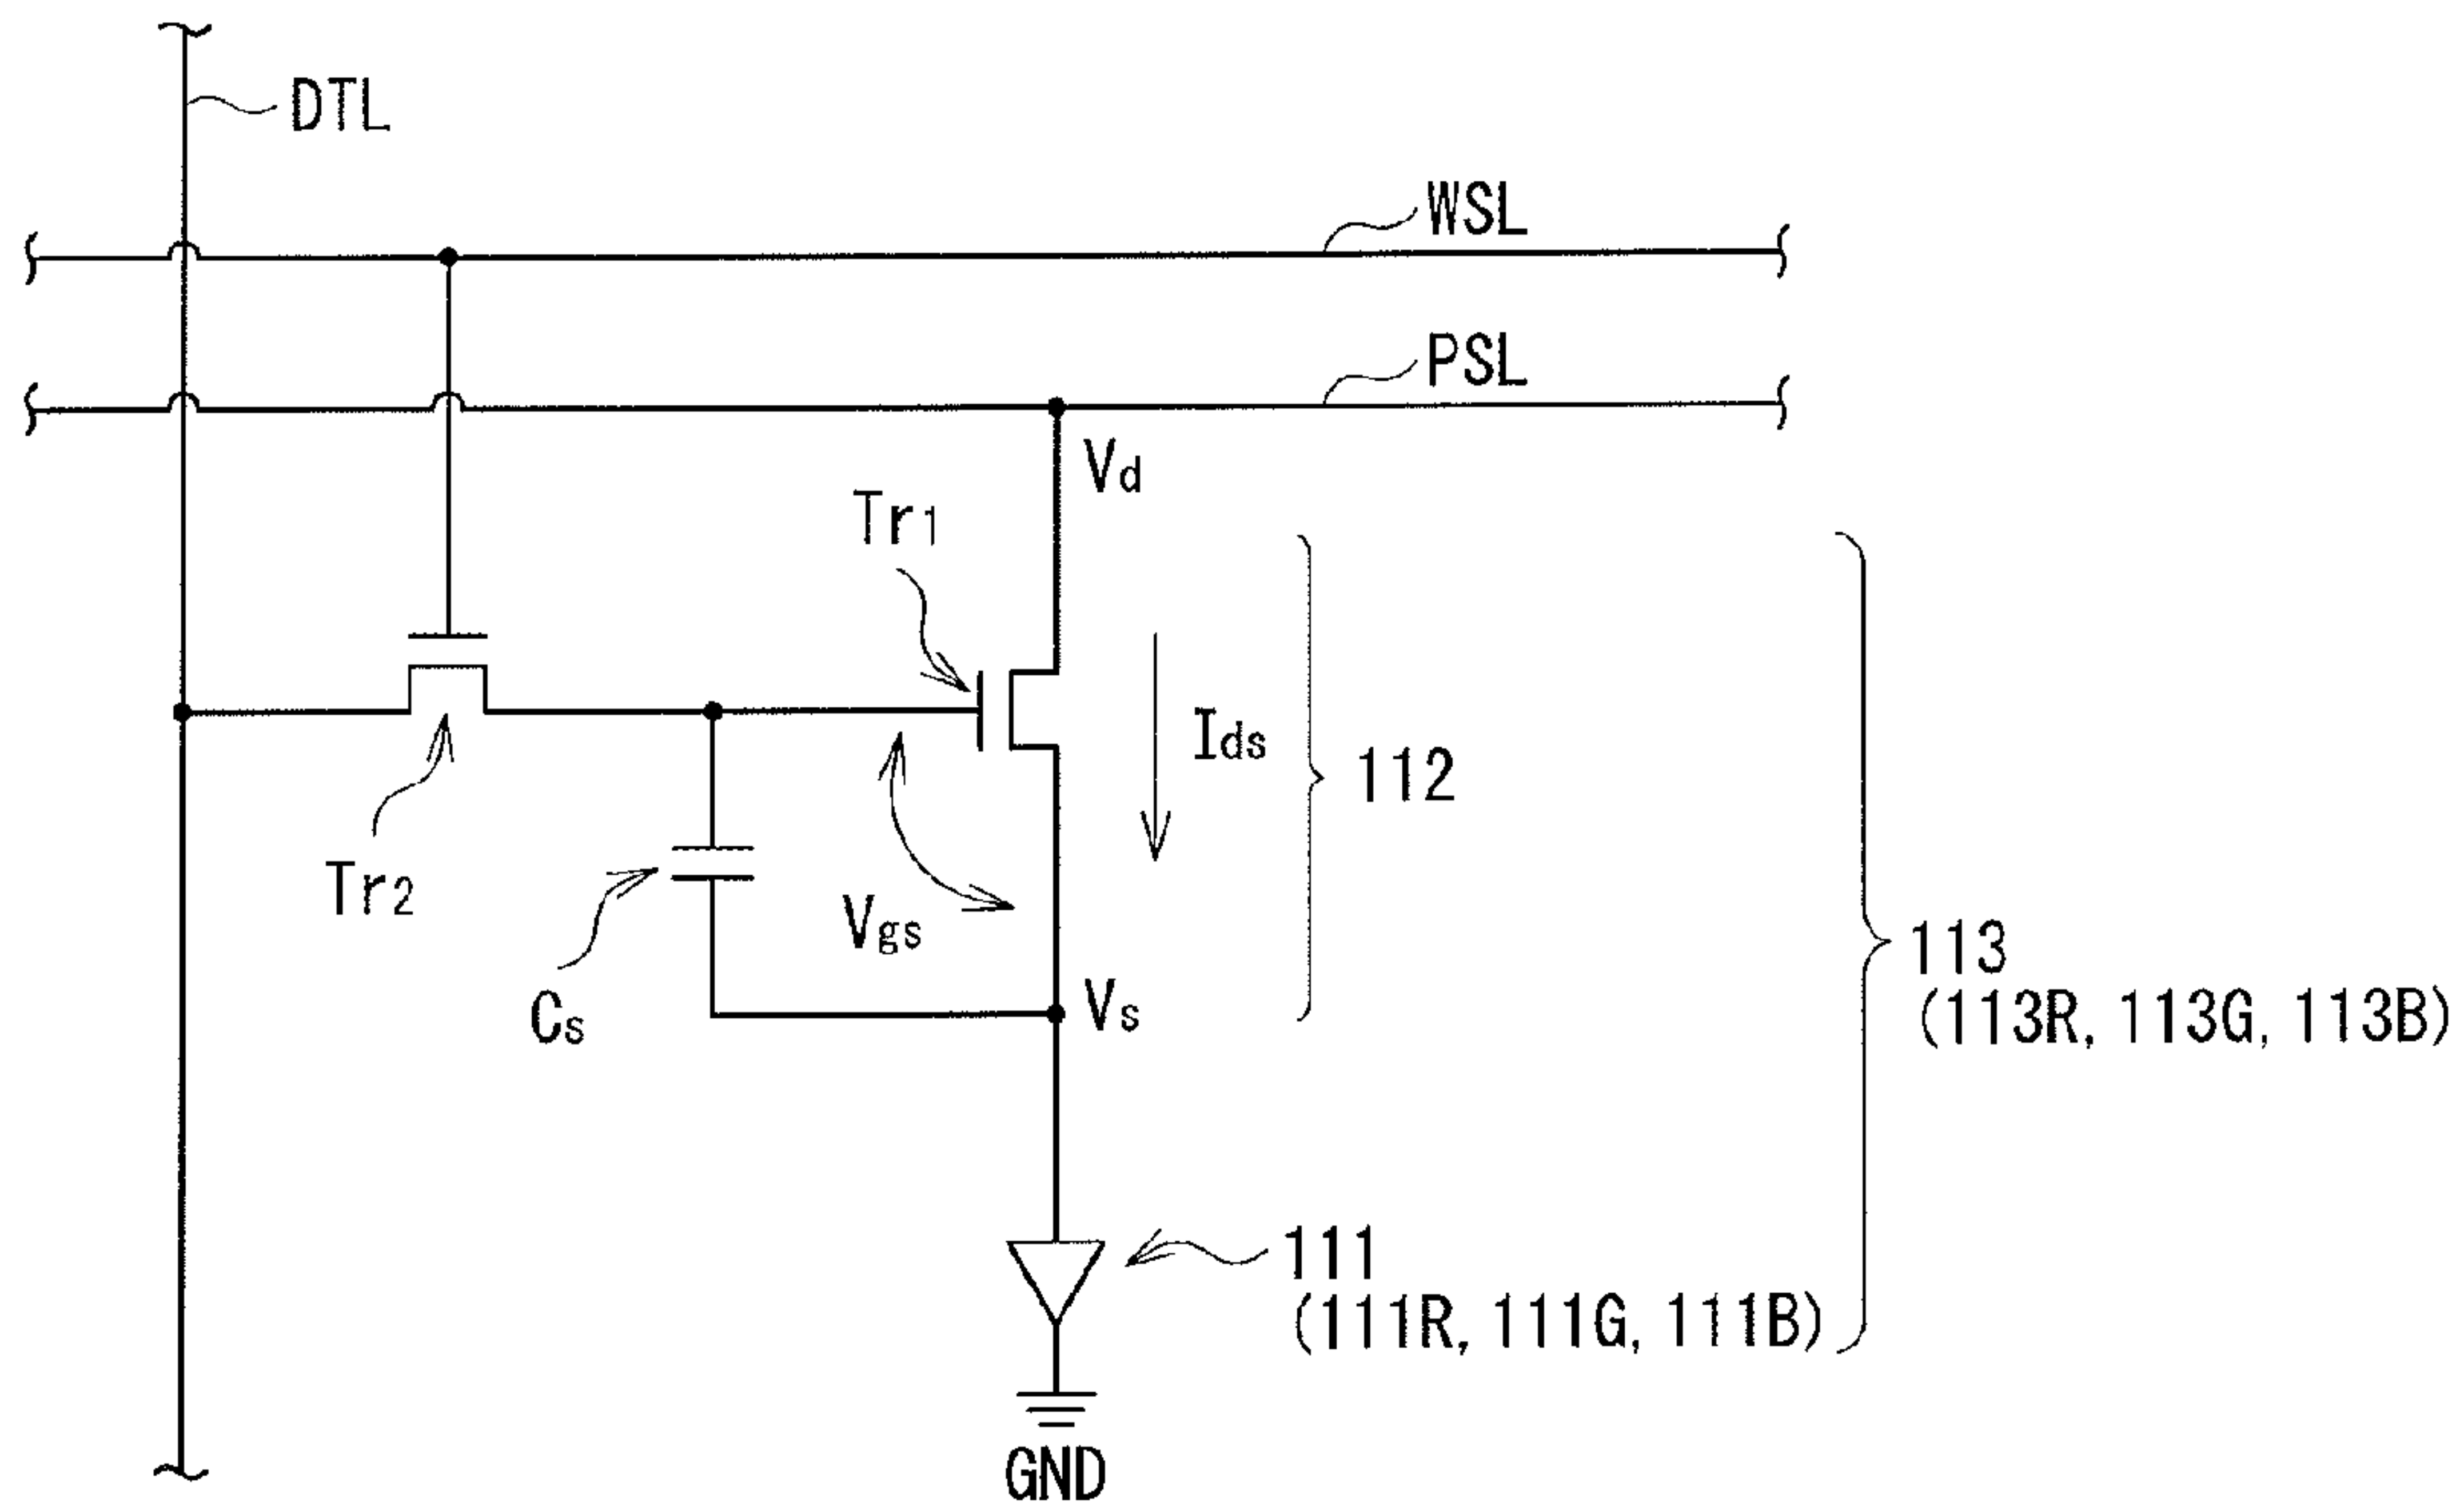 DTL
WSL
PSL
Vd
Tr1
Ids
112
Tr2
Vgs
Cs
Vs
113
(113R, 113G, 113B)
111
(111R, 111G, 111B)
GND